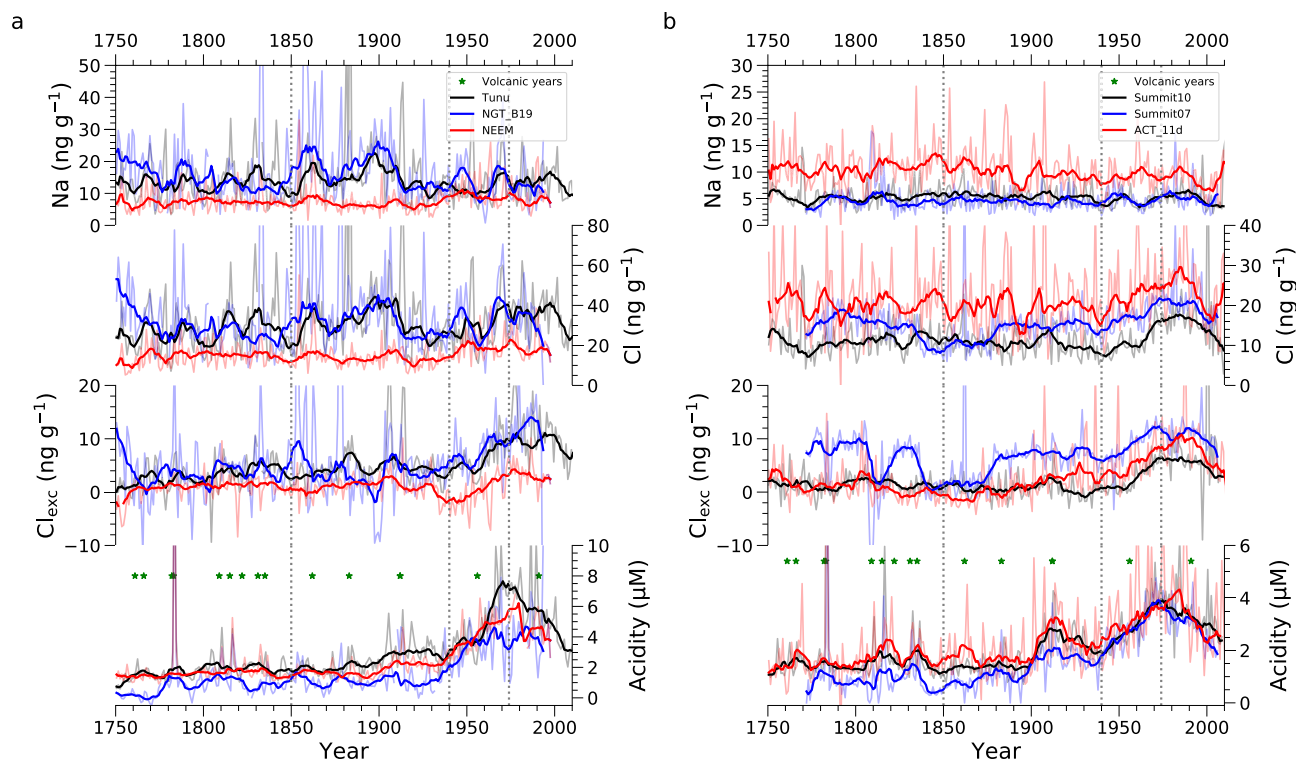 a
1750 1800 1850 1900 1950 2000
50
40
30
20
10
0
Na (ng g⁻¹)
Volcanic years
Tunu
NGT_B19
NEEM
80
60
40
20
0
Cl (ng g⁻¹)
20
10
0
−10
Clexc (ng g⁻¹)
10
8
6
4
2
0
Acidity (μM)
1750 1800 1850 1900 1950 2000
Year
b
1750 1800 1850 1900 1950 2000
30
25
20
15
10
5
0
Na (ng g⁻¹)
Volcanic years
Summit10
Summit07
ACT_11d
40
30
20
10
0
Cl (ng g⁻¹)
20
10
0
−10
Clexc (ng g⁻¹)
6
4
2
0
Acidity (μM)
1750 1800 1850 1900 1950 2000
Year